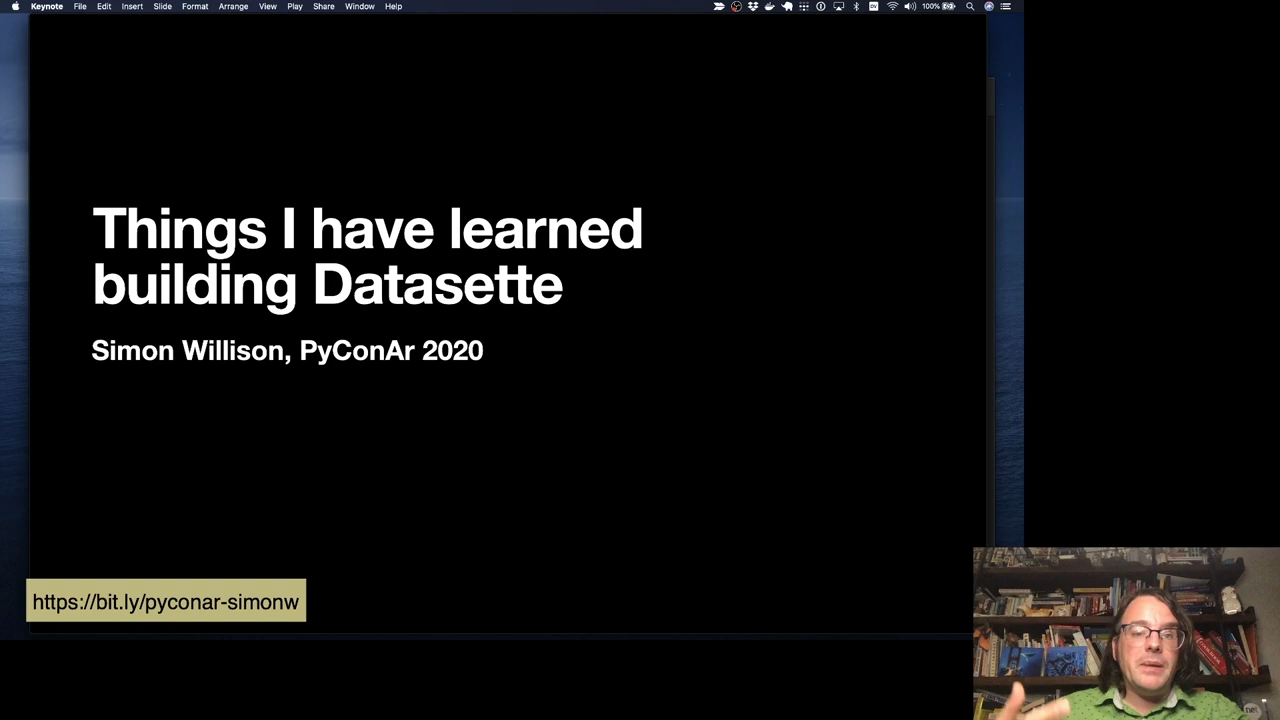 Keynote File Edit Insert Slide Format Arrange View Play Share Window Help 100%
Things I have learned
building Datasette
Simon Willison, PyConAr 2020
https://bit.ly/pyconar-simonw